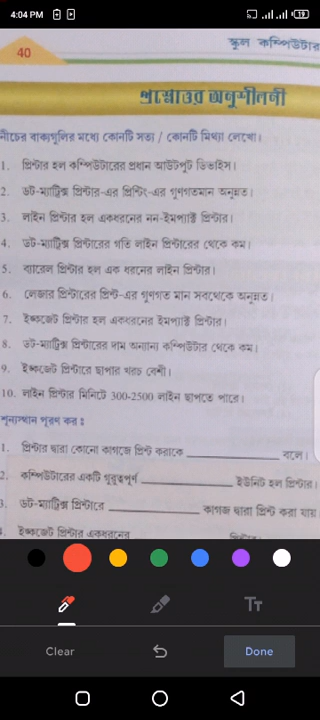 4:04 PM
19
40
স্কুল কম্পিউটার
প্রশ্নোত্তর অনুশীলনী
নীচের বাক্যগুলির মধ্যে কোনটি সত্য / কোনটি মিথ্যা লেখো।
1. প্রিন্টার হল কম্পিউটারের প্রধান আউটপুট ডিভাইস।
2. ডট-ম্যাট্রিক্স প্রিন্টার-এর প্রিন্টিং-এর গুণগতমান অনুন্নত।
3. লাইন প্রিন্টার হল একধরনের নন-ইমপ্যাক্ট প্রিন্টার।
4. ডট-ম্যাট্রিক্স প্রিন্টারের গতি লাইন প্রিন্টারের থেকে কম।
5. ব্যারেল প্রিন্টার হল এক ধরনের লাইন প্রিন্টার।
6. লেজার প্রিন্টারের প্রিন্ট-এর গুণগত মান সবথেকে অনুন্নত।
7. ইঙ্কজেট প্রিন্টার হল একধরনের ইমপ্যাক্ট প্রিন্টার।
8. ডট-ম্যাট্রিক্স প্রিন্টারের দাম অন্যান্য কম্পিউটার থেকে কম।
9. ইঙ্কজেট প্রিন্টারে ছাপার খরচ বেশী।
10. লাইন প্রিন্টার মিনিটে 300-2500 লাইন ছাপতে পারে।
শূন্যস্থান পূরণ কর ঃ
1. প্রিন্টার দ্বারা কোনো কাগজে প্রিন্ট করাকে ____________ বলে।
2. কম্পিউটারের একটি গুরুত্বপূর্ণ ____________ ইউনিট হল প্রিন্টার।
3. ডট-ম্যাট্রিক্স প্রিন্টারে ____________ কাগজ দ্বারা প্রিন্ট করা যায়
ইঙ্কজেট প্রিন্টার একধরনের
Tт
Clear
Done